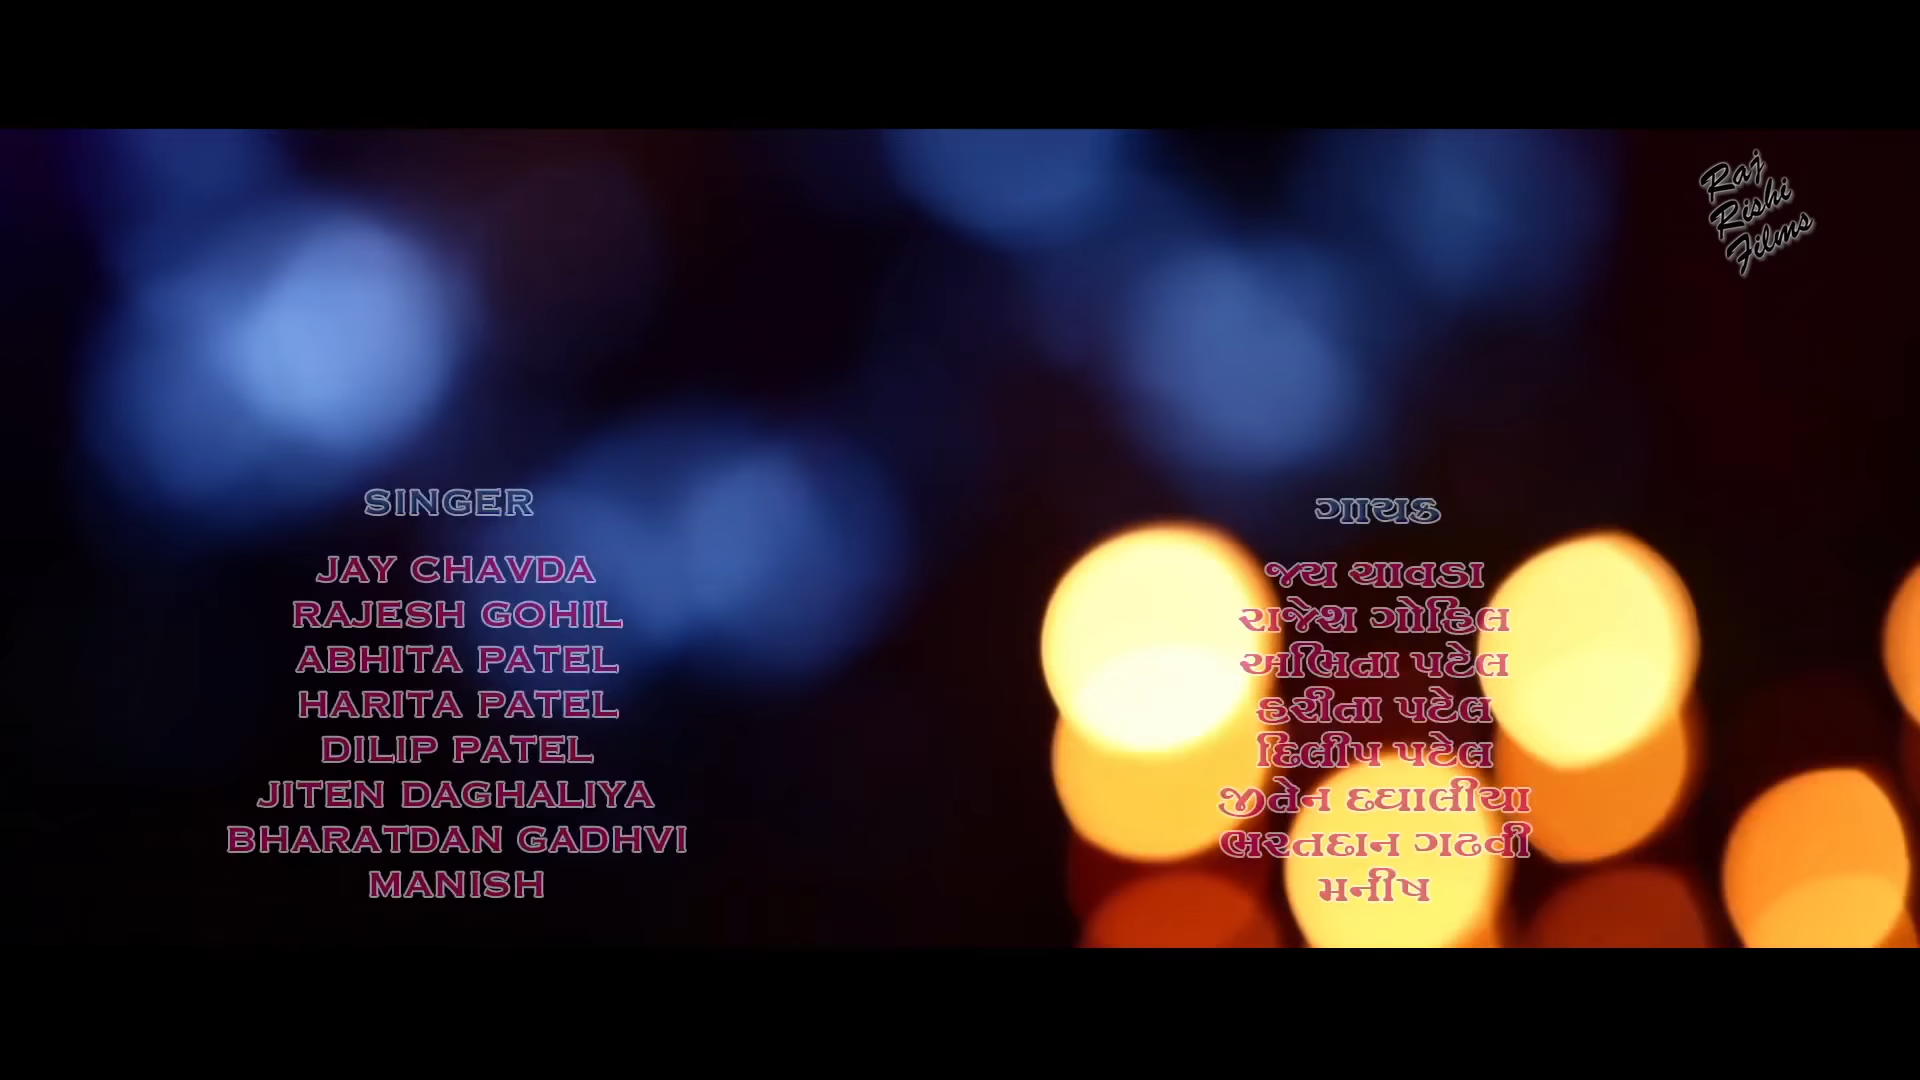 Raj
Rishi
Films
SINGER
JAY CHAVDA
RAJESH GOHIL
ABHITA PATEL
HARITA PATEL
DILIP PATEL
JITEN DAGHALIYA
BHARATDAN GADHVI
MANISH
ગાયક
જય ચાવડા
રાજેશ ગોહિલ
અભિતા પટેલ
હરીતા પટેલ
દિલીપ પટેલ
જીતેન દઘાલીયા
ભરતદાન ગઢવી
મનીષ